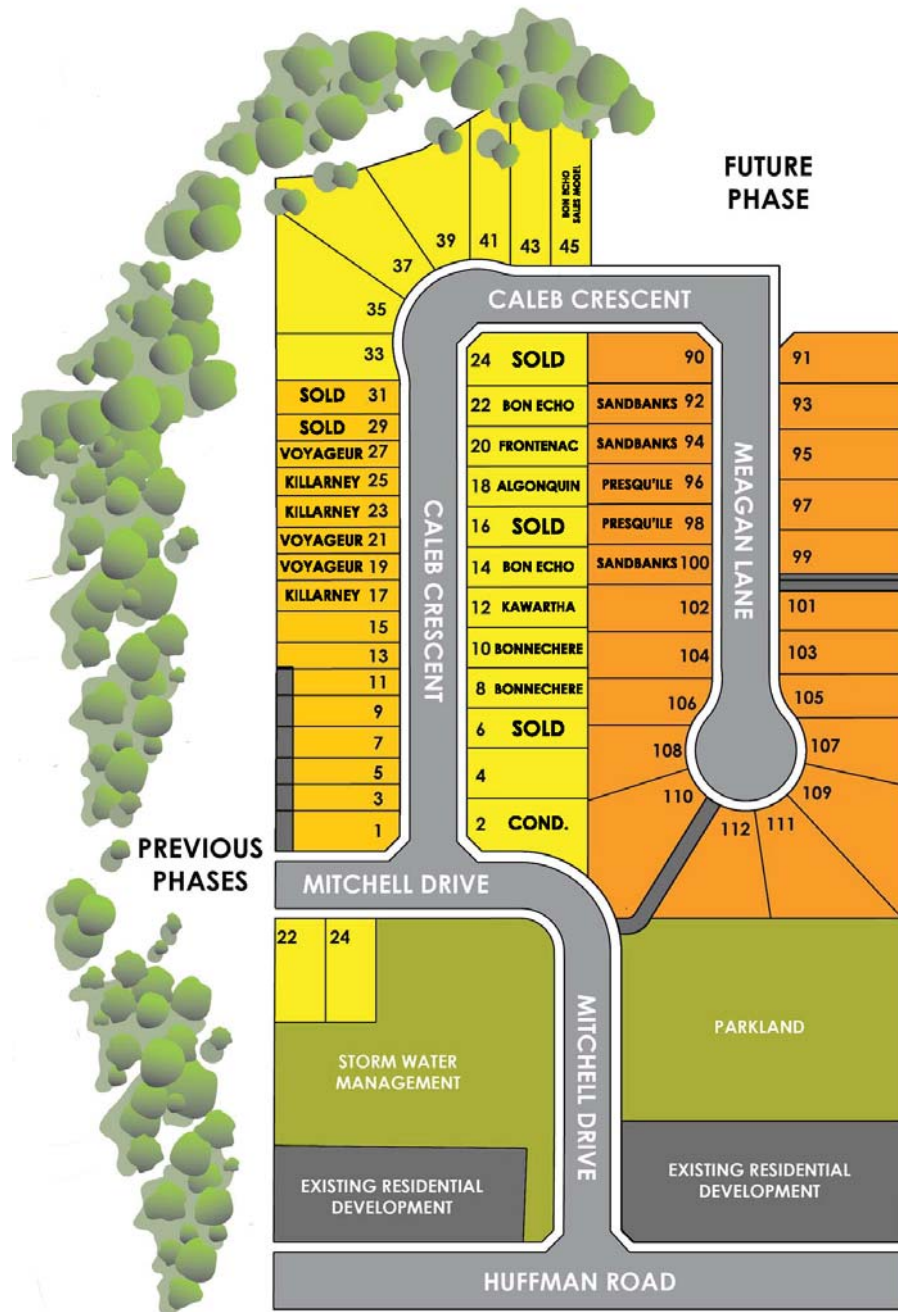 FUTURE
PHASE
BON ECHO
SALES MODEL
39 41 43 45
37
35
33
CALEB CRESCENT
SOLD 31
SOLD 29
VOYAGEUR 27
KILLARNEY 25
KILLARNEY 23
VOYAGEUR 21
VOYAGEUR 19
KILLARNEY 17
15
13
11
9
7
5
3
1
CALEB CRESCENT
24 SOLD
22 BON ECHO
20 FRONTENAC
18 ALGONQUIN
16 SOLD
14 BON ECHO
12 KAWARTHA
10 BONNECHERE
8 BONNECHERE
6 SOLD
4
2 COND.
90
SANDBANKS 92
SANDBANKS 94
PRESQU'ILE 96
PRESQU'ILE 98
SANDBANKS 100
102
104
106
108
110
112
111
109
107
105
103
101
99
97
95
93
91
MEAGAN LANE
PREVIOUS
PHASES
MITCHELL DRIVE
22 24
STORM WATER
MANAGEMENT
MITCHELL DRIVE
PARKLAND
EXISTING RESIDENTIAL
DEVELOPMENT
EXISTING RESIDENTIAL
DEVELOPMENT
HUFFMAN ROAD